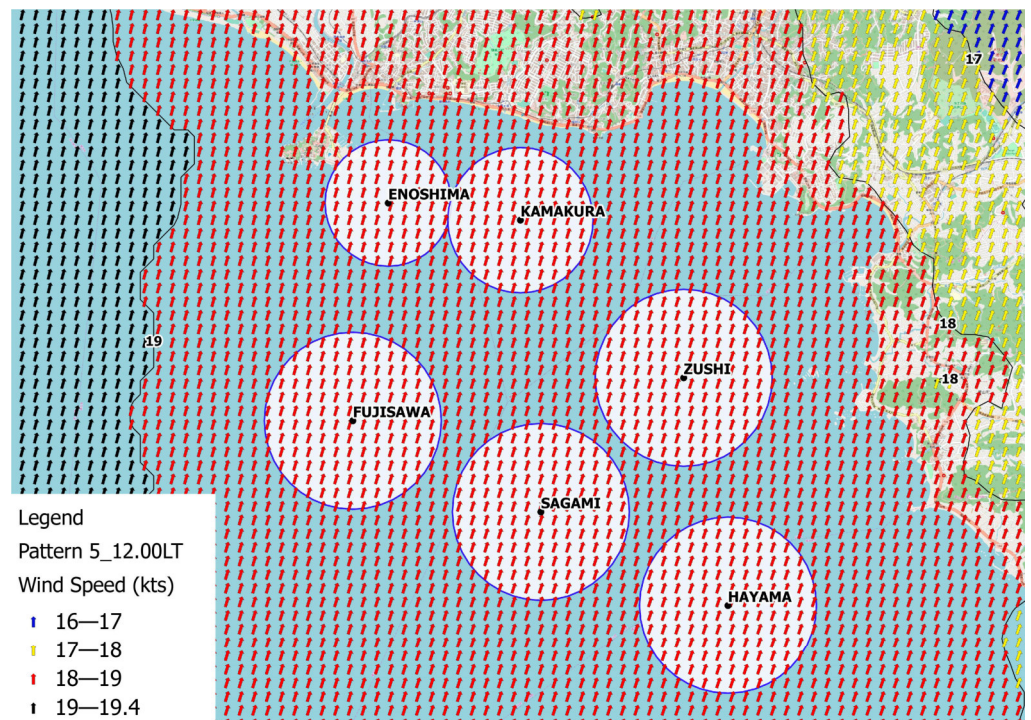 17
ENOSHIMA
KAMAKURA
18
19
ZUSHI
18
FUJISAWA
SAGAMI
HAYAMA
Legend
Pattern 5_12.00LT
Wind Speed (kts)
16—17
17—18
18—19
19—19.4